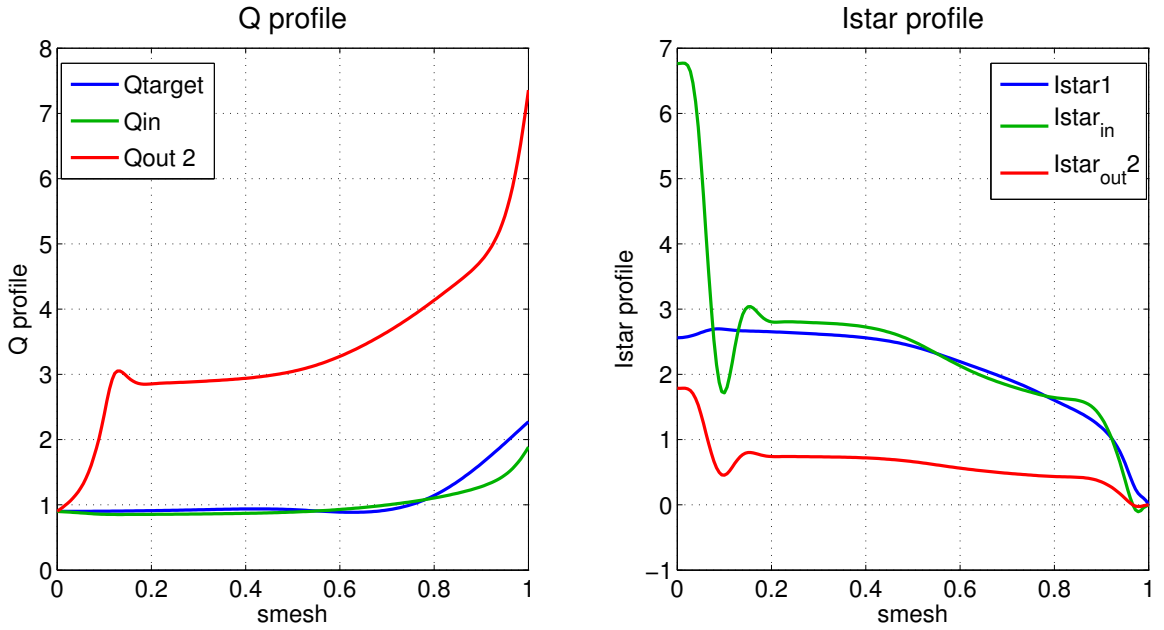 Q profile
8
7
6
5
4
3
2
1
0
Q profile
Qtarget
Qin
Qout 2
0
0.2
0.4
0.6
0.8
1
smesh
Istar profile
7
6
5
4
3
2
1
0
−1
Istar profile
Istar1
Istar_in
Istar_out2
0
0.2
0.4
0.6
0.8
1
smesh